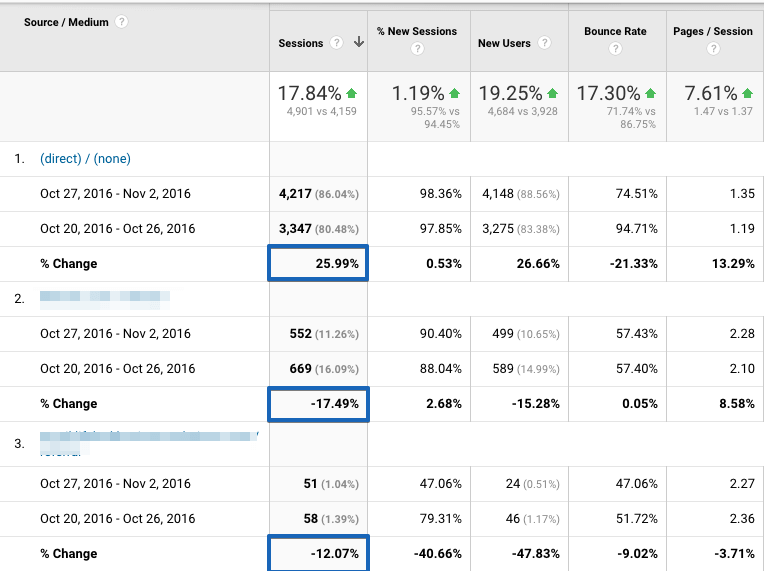 Source / Medium ? Sessions ? % New Sessions ? New Users ? Bounce Rate ? Pages / Session ?
17.84% 1.19% 19.25% 17.30% 7.61%
4,901 vs 4,159 95.57% vs 94.45% 4,684 vs 3,928 71.74% vs 86.75% 1.47 vs 1.37
1. (direct) / (none)
Oct 27, 2016 - Nov 2, 2016 4,217 (86.04%) 98.36% 4,148 (88.56%) 74.51% 1.35
Oct 20, 2016 - Oct 26, 2016 3,347 (80.48%) 97.85% 3,275 (83.38%) 94.71% 1.19
% Change 25.99% 0.53% 26.66% -21.33% 13.29%
2.
Oct 27, 2016 - Nov 2, 2016 552 (11.26%) 90.40% 499 (10.65%) 57.43% 2.28
Oct 20, 2016 - Oct 26, 2016 669 (16.09%) 88.04% 589 (14.99%) 57.40% 2.10
% Change -17.49% 2.68% -15.28% 0.05% 8.58%
3.
Oct 27, 2016 - Nov 2, 2016 51 (1.04%) 47.06% 24 (0.51%) 47.06% 2.27
Oct 20, 2016 - Oct 26, 2016 58 (1.39%) 79.31% 46 (1.17%) 51.72% 2.36
% Change -12.07% -40.66% -47.83% -9.02% -3.71%